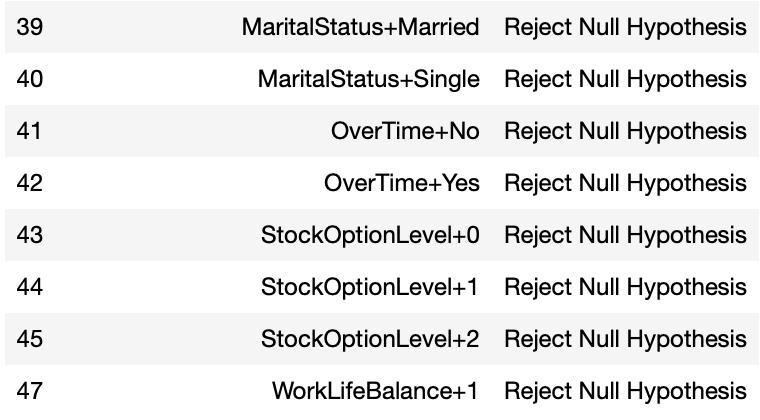 39 MaritalStatus+Married Reject Null Hypothesis
40 MaritalStatus+Single Reject Null Hypothesis
41 OverTime+No Reject Null Hypothesis
42 OverTime+Yes Reject Null Hypothesis
43 StockOptionLevel+0 Reject Null Hypothesis
44 StockOptionLevel+1 Reject Null Hypothesis
45 StockOptionLevel+2 Reject Null Hypothesis
47 WorkLifeBalance+1 Reject Null Hypothesis